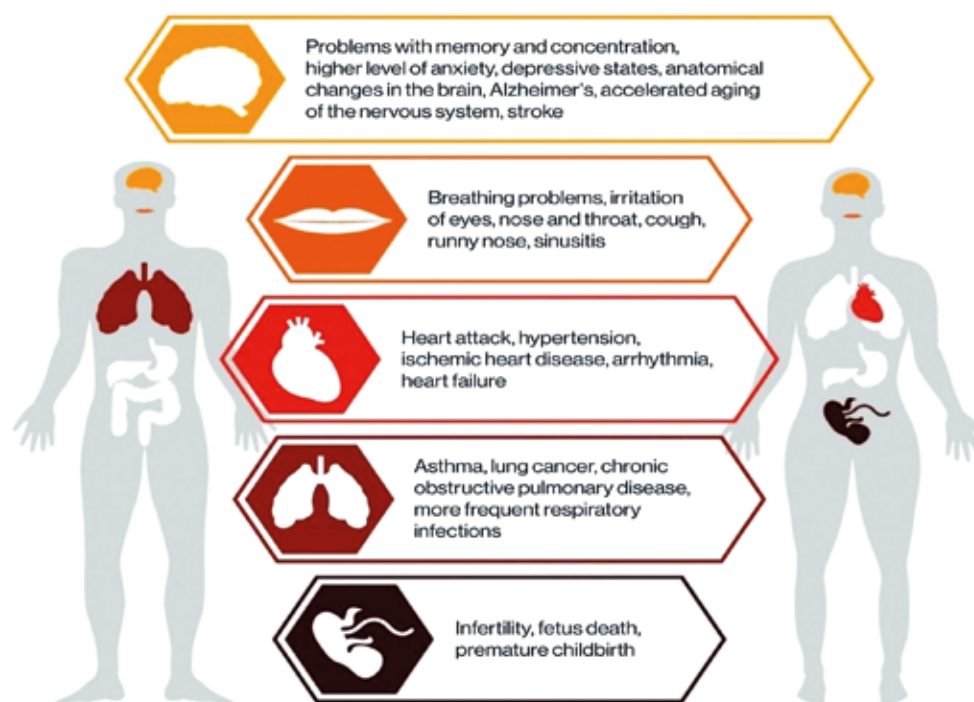 Problems with memory and concentration,
higher level of anxiety, depressive states, anatomical
changes in the brain, Alzheimer's, accelerated aging
of the nervous system, stroke
Breathing problems, irritation
of eyes, nose and throat, cough,
runny nose, sinusitis
Heart attack, hypertension,
ischemic heart disease, arrhythmia,
heart failure
Asthma, lung cancer, chronic
obstructive pulmonary disease,
more frequent respiratory
infections
Infertility, fetus death,
premature childbirth